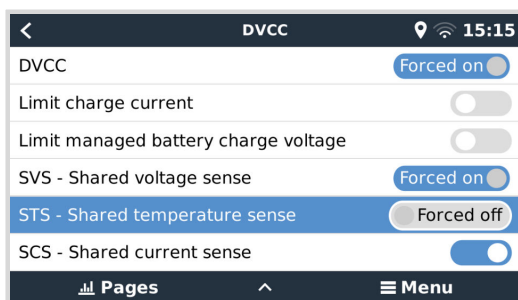 DVCC 15:15
DVCC Forced on
Limit charge current
Limit managed battery charge voltage
SVS - Shared voltage sense Forced on
STS - Shared temperature sense Forced off
SCS - Shared current sense
Pages Menu